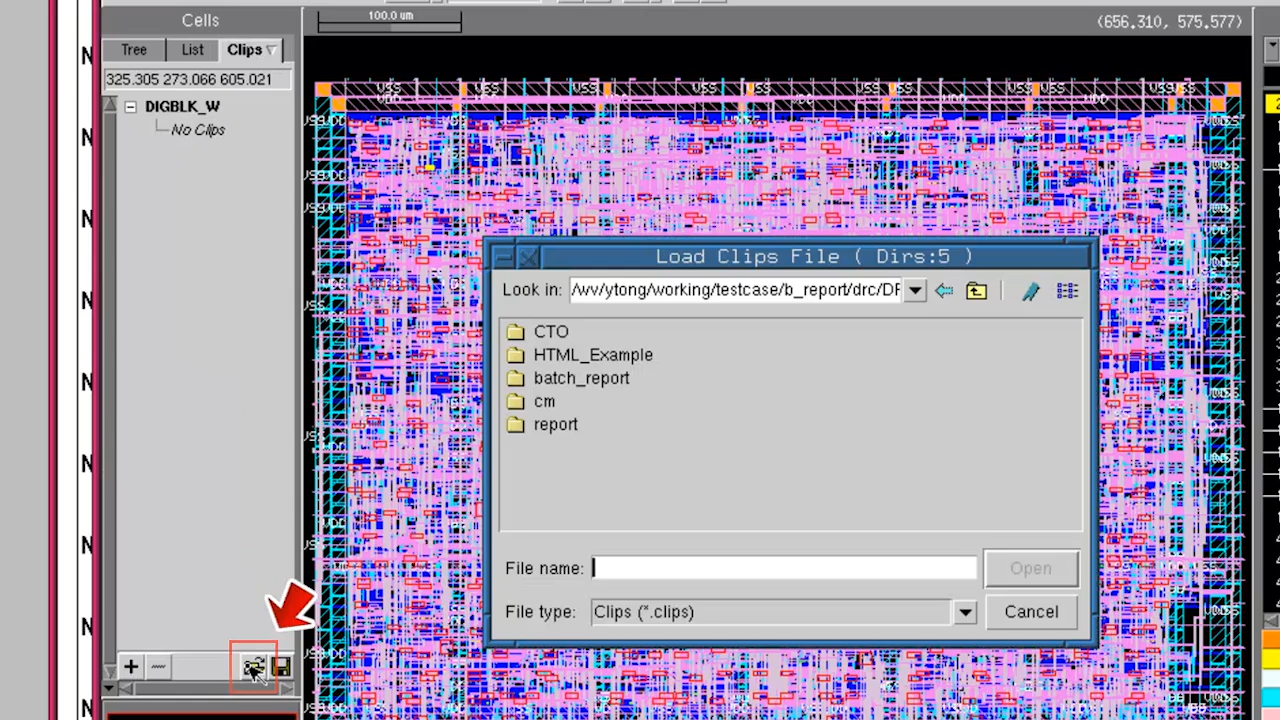 Cells
100.0 um
(656.310, 575.577)
Tree
List
Clips
325.305 273.066 605.021
DIGBLK_W
No Clips
Load Clips File ( Dirs:5 )
Look in:
/wv/ytong/working/testcase/b_report/drc/DF
CTO
HTML_Example
batch_report
cm
report
File name:
Open
File type:
Clips (*.clips)
Cancel